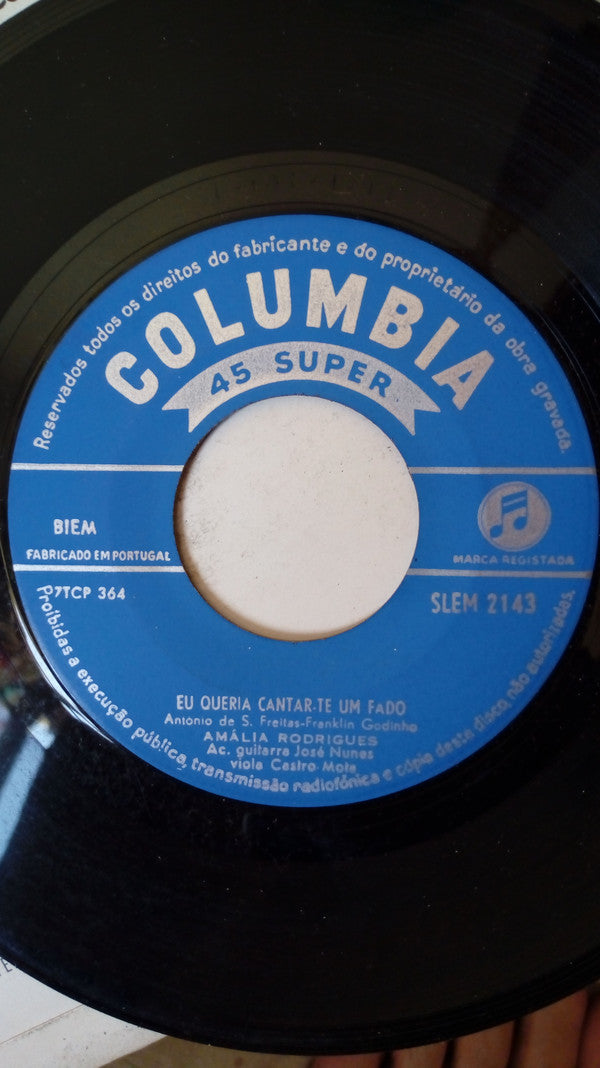 Reservados todos os direitos do fabricante e do proprietário da obra gravada.
COLUMBIA
45 SUPER
BIEM
FABRICADO EM PORTUGAL
MARCA REGISTADA
7TCP 364
SLEM 2143
EU QUERIA CANTAR-TE UM FADO
António de S. Freitas-Franklin Godinho
AMÁLIA RODRIGUES
Ac. guitarra José Nunes
viola Castro Mota
Proibidas a execução pública, transmissão radiofónica e cópia deste disco, não autorizadas.